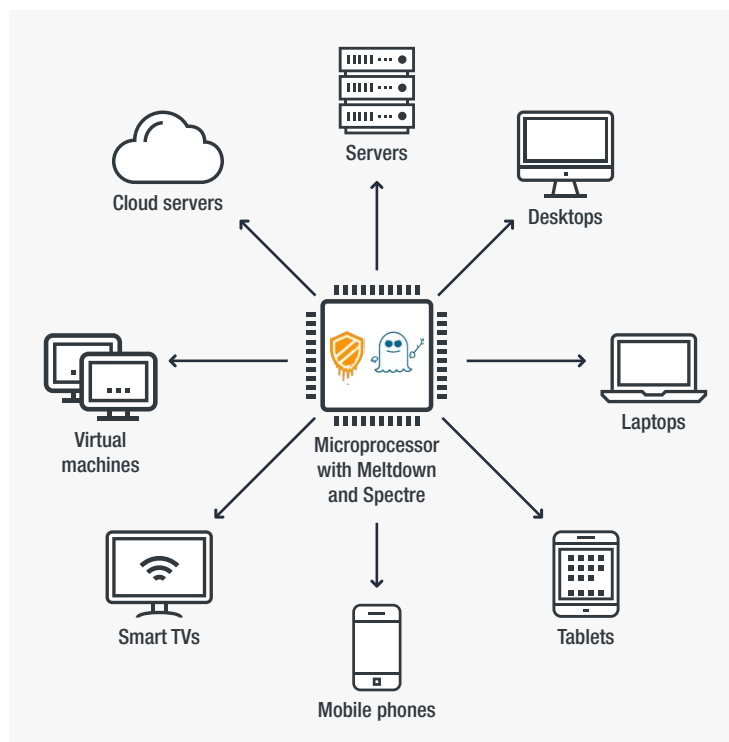 Servers
Cloud servers
Desktops
Virtual
machines
Laptops
Microprocessor
with Meltdown
and Spectre
Smart TVs
Tablets
Mobile phones